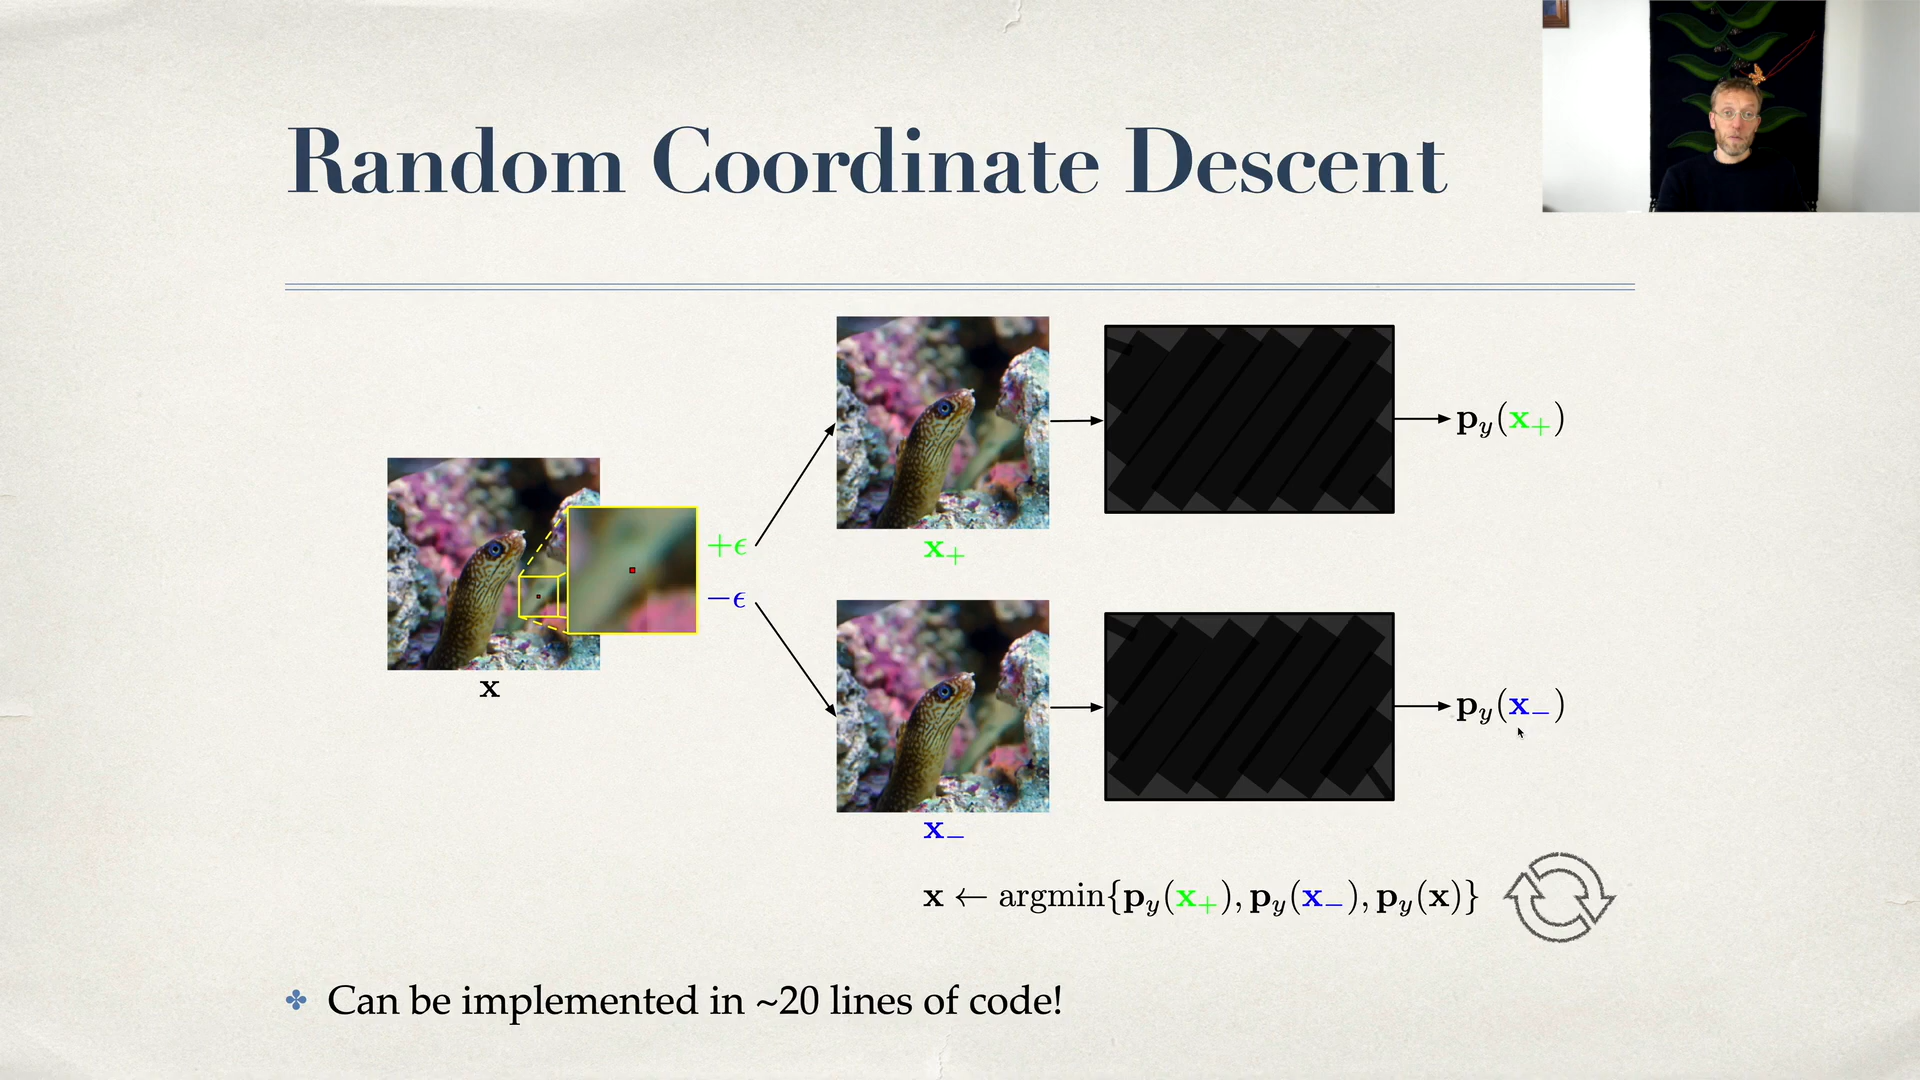 Random Coordinate Descent
x
+ϵ
−ϵ
x₊
x₋
p_y(x₊)
p_y(x₋)
x ← argmin{p_y(x₊), p_y(x₋), p_y(x)}
Can be implemented in ~20 lines of code!